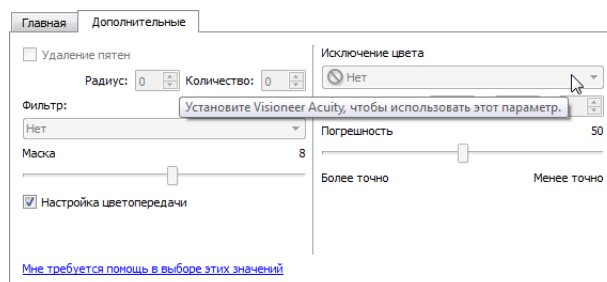 Главная Дополнительные
Удаление пятен
Радиус: 0 Количество: 0
Фильтр:
Нет
Маска 8
Настройка цветопередачи
Мне требуется помощь в выборе этих значений
Исключение цвета
Нет
Установите Visioneer Acuity, чтобы использовать этот параметр.
Погрешность 50
Более точно Менее точно